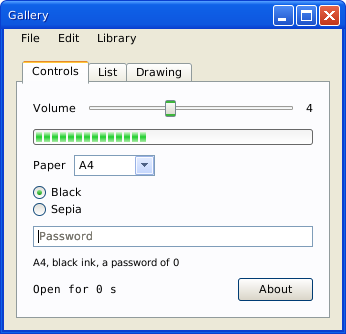 Gallery
File Edit Library
Controls List Drawing
Volume 4
Paper A4
Black
Sepia
Password
A4, black ink, a password of 0
Open for 0 s About